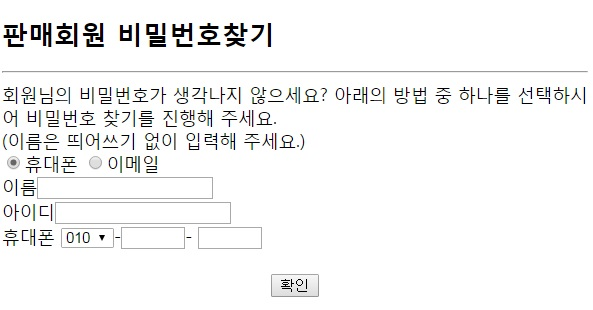 판매회원 비밀번호찾기
회원님의 비밀번호가 생각나지 않으세요? 아래의 방법 중 하나를 선택하시
어 비밀번호 찾기를 진행해 주세요.
(이름은 띄어쓰기 없이 입력해 주세요.)
휴대폰 이메일
이름
아이디
휴대폰 010 - -
확인